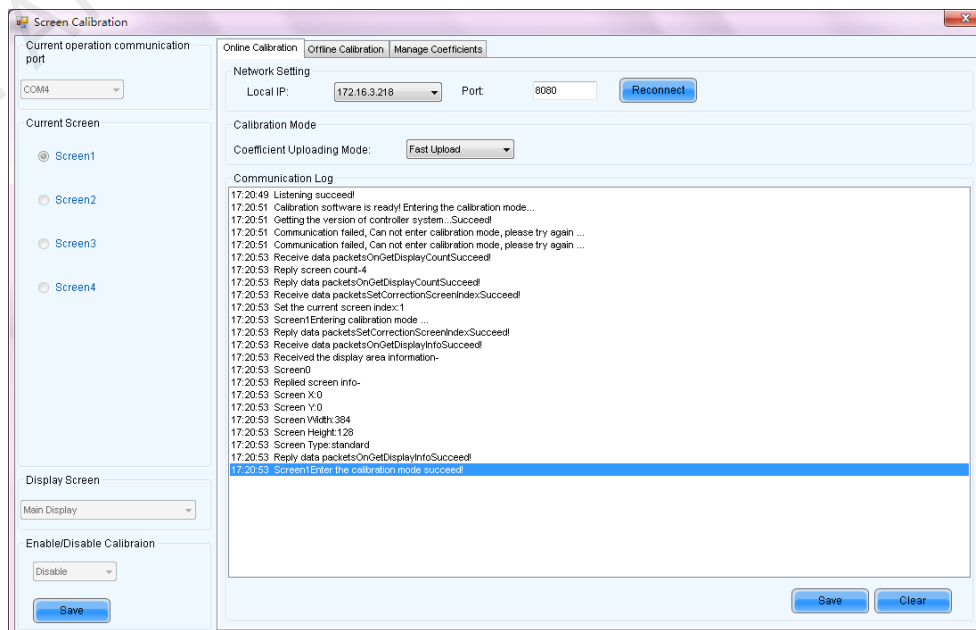 Screen Calibration
Current operation communication
port
COM4
Current Screen
Screen1
Screen2
Screen3
Screen4
Display Screen
Main Display
Enable/Disable Calibraion
Disable
Save
Online Calibration Offline Calibration Manage Coefficients
Network Setting
Local IP: 172.16.3.218 Port: 8080 Reconnect
Calibration Mode
Coefficient Uploading Mode: Fast Upload
Communication Log
17:20:49 Listening succeed!
17:20:51 Calibration software is ready! Entering the calibration mode...
17:20:51 Getting the version of controller system...Succeed!
17:20:51 Communication failed, Can not enter calibration mode, please try again ...
17:20:51 Communication failed, Can not enter calibration mode, please try again ...
17:20:53 Receive data packetsOnGetDisplayCountSucceed!
17:20:53 Reply screen count-4
17:20:53 Reply data packetsOnGetDisplayCountSucceed!
17:20:53 Receive data packetsSetCorrectionScreenIndexSucceed!
17:20:53 Set the current screen index:1
17:20:53 Screen1Entering calibration mode ...
17:20:53 Reply data packetsSetCorrectionScreenIndexSucceed!
17:20:53 Receive data packetsOnGetDisplayInfoSucceed!
17:20:53 Received the display area information-
17:20:53 Screen0
17:20:53 Replied screen info-
17:20:53 Screen X:0
17:20:53 Screen Y:0
17:20:53 Screen Width:384
17:20:53 Screen Height:128
17:20:53 Screen Type:standard
17:20:53 Reply data packetsOnGetDisplayInfoSucceed!
17:20:53 Screen1Enter the calibration mode succeed!
Save Clear